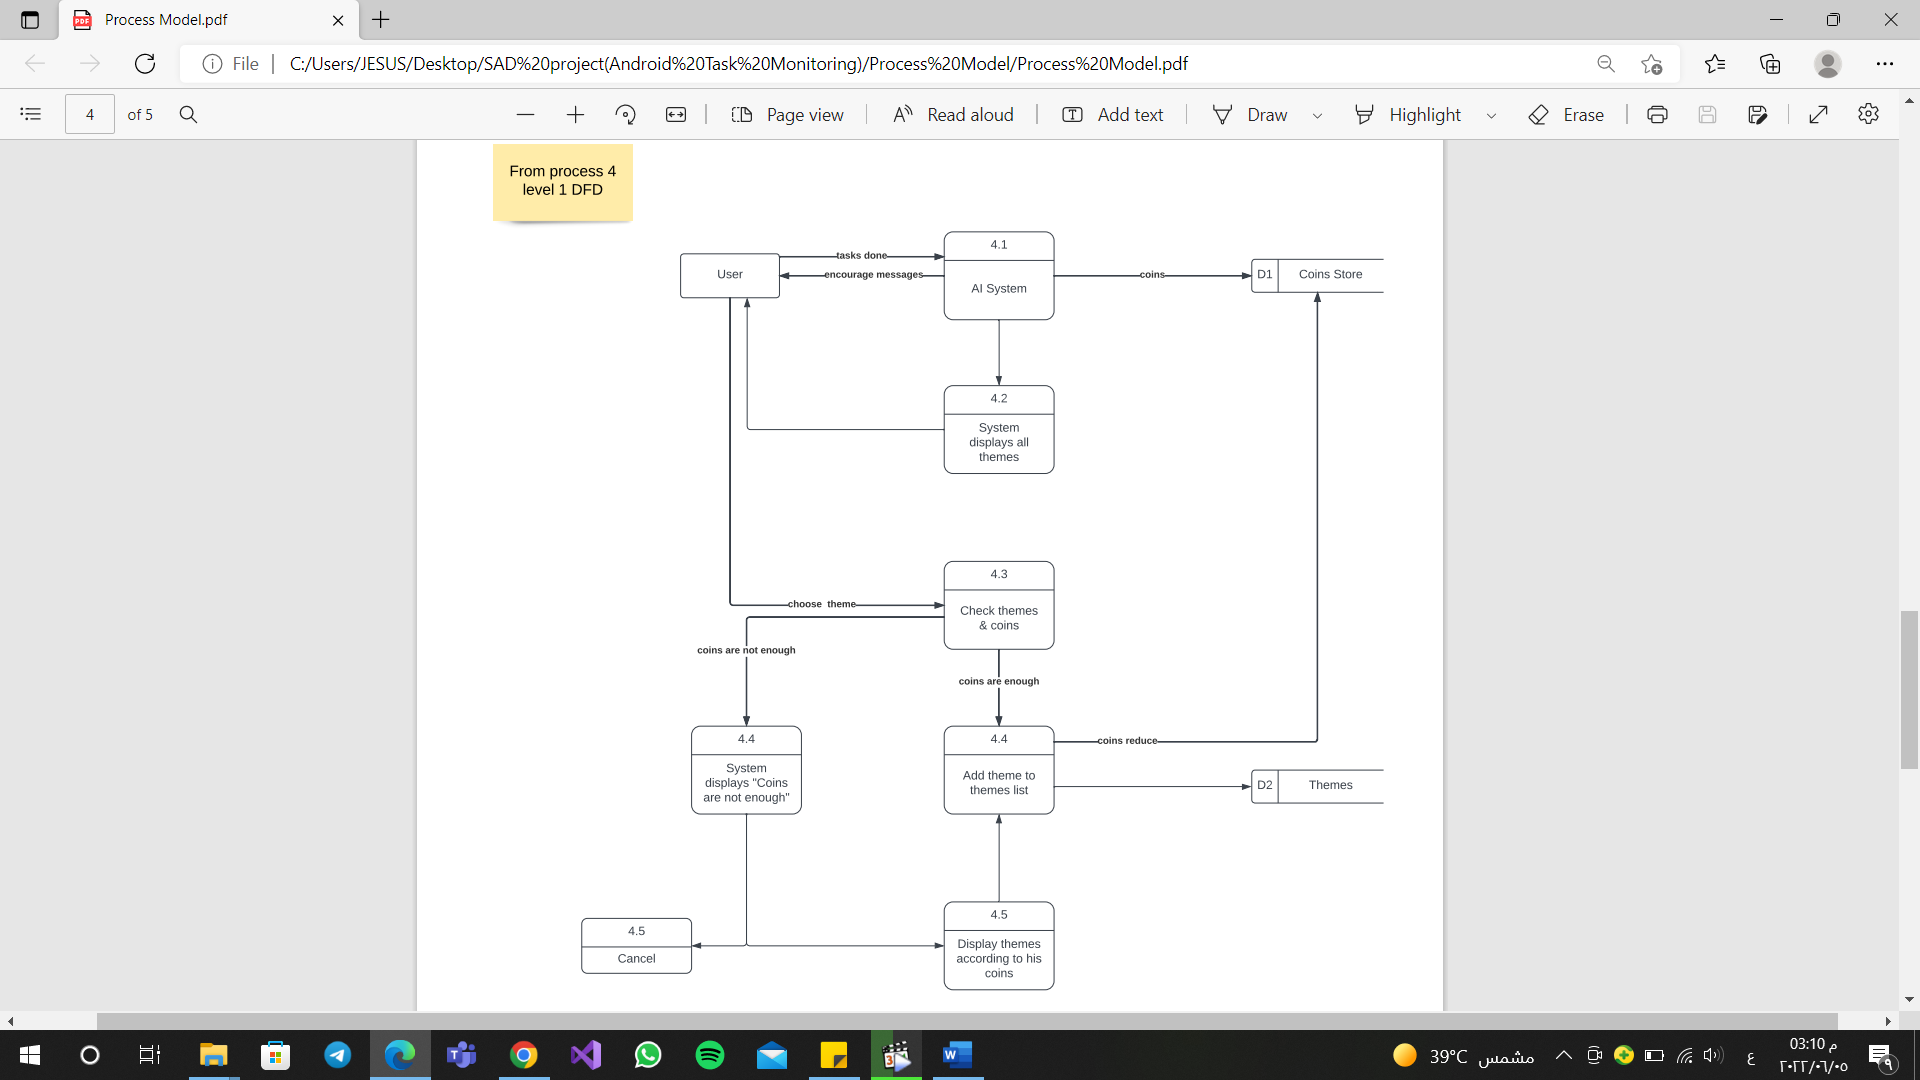 Process Model.pdf
File
C:/Users/JESUS/Desktop/SAD%20project(Android%20Task%20Monitoring)/Process%20Model/Process%20Model.pdf
4 of 5
Page view
Read aloud
Add text
Draw
Highlight
Erase
From process 4
level 1 DFD
User
tasks done
encourage messages
4.1
AI System
coins
D1
Coins Store
4.2
System
displays all
themes
choose theme
4.3
Check themes
& coins
coins are not enough
coins are enough
4.4
System
displays "Coins
are not enough"
4.4
Add theme to
themes list
coins reduce
D2
Themes
4.5
Cancel
4.5
Display themes
according to his
coins
39°C مشمس
ع
03:10 م
٢٠٢٢/٠٦/٠٥
٩